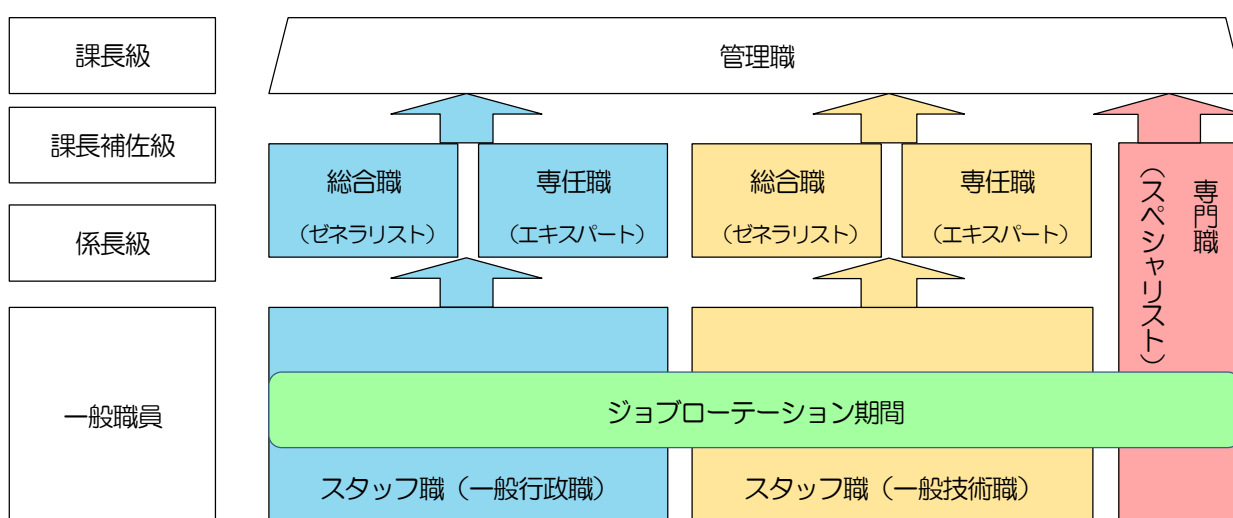 課長級
管理職
課長補佐級
係長級
総合職
(ゼネラリスト)
専任職
(エキスパート)
総合職
(ゼネラリスト)
専任職
(エキスパート)
専門職
(スペシャリスト)
一般職員
ジョブローテーション期間
スタッフ職(一般行政職)
スタッフ職(一般技術職)